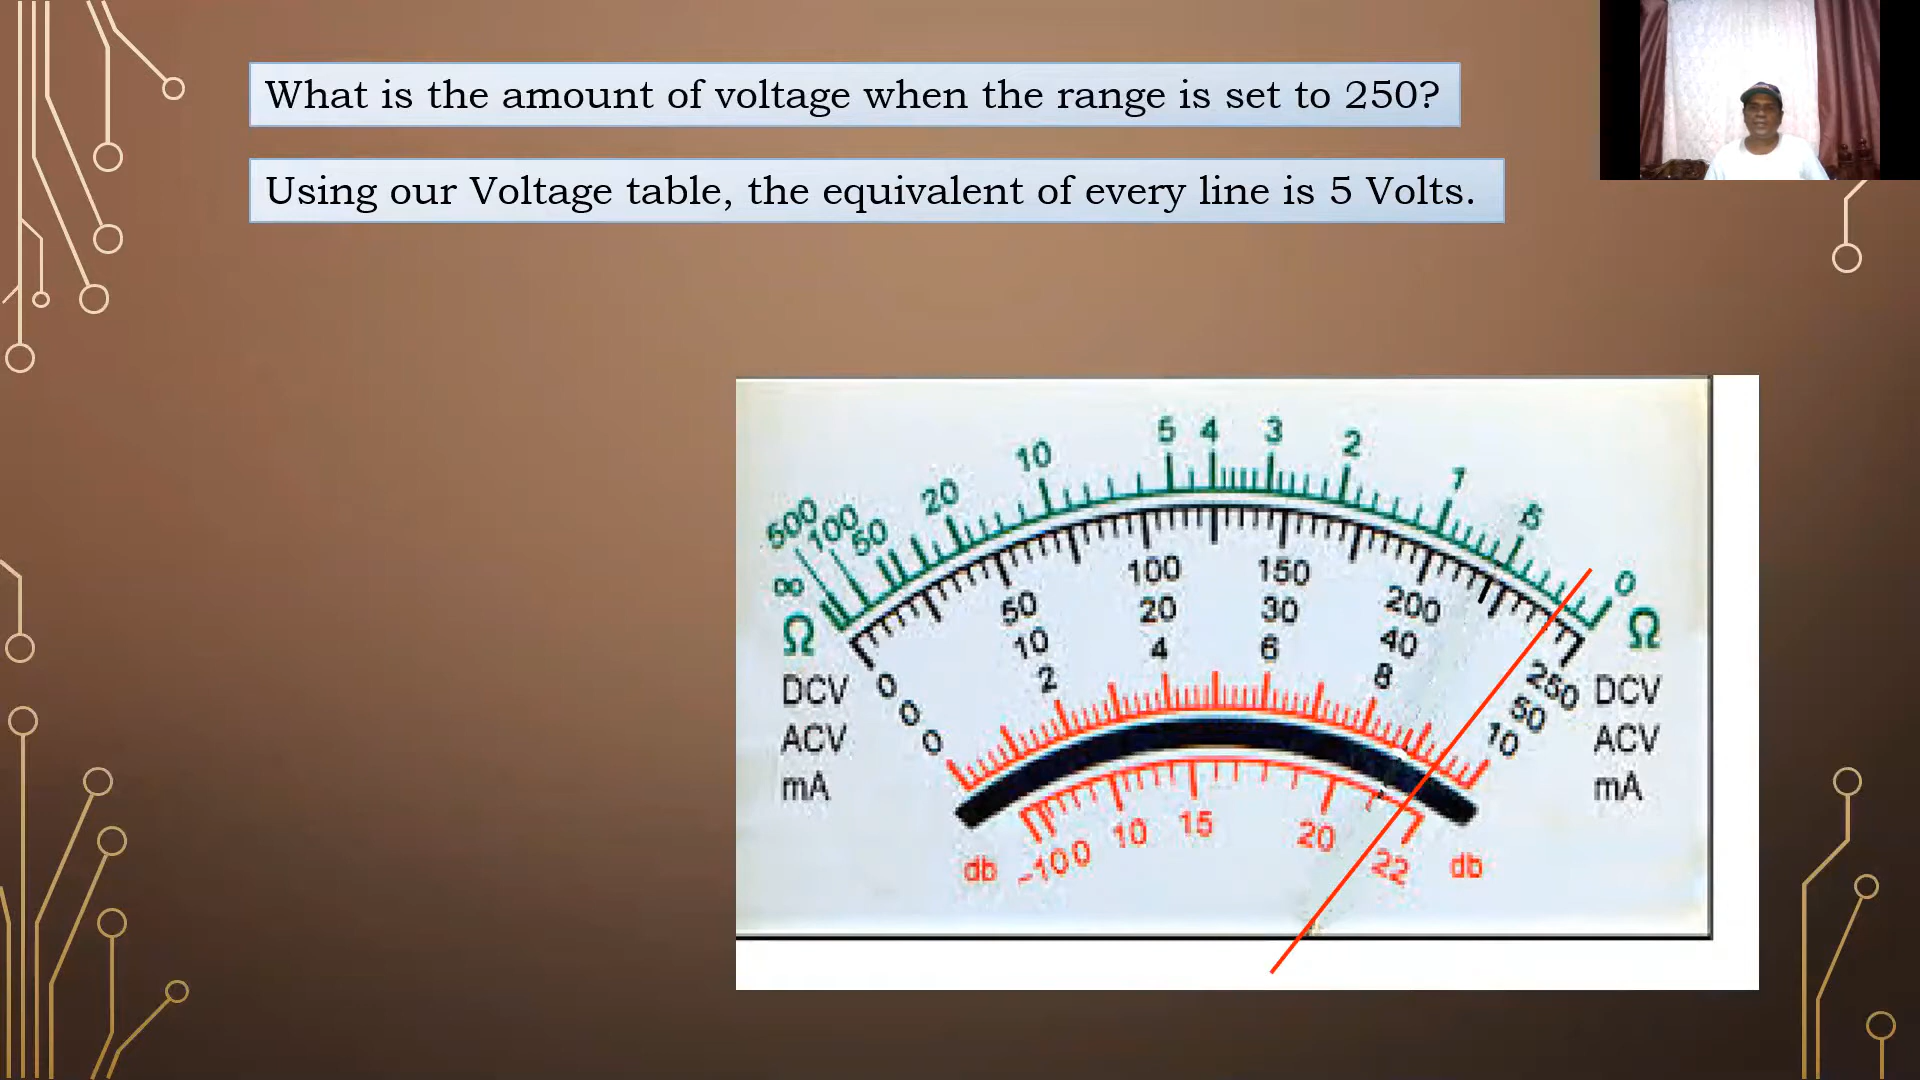 What is the amount of voltage when the range is set to 250?
Using our Voltage table, the equivalent of every line is 5 Volts.
∞ 500 100 50 20 10 5 4 3 2 1 .5 0
Ω Ω
0 50 100 150 200 250
0 10 20 30 40 50
0 2 4 6 8 10
DCV DCV
ACV ACV
mA mA
db -10 0 10 15 20 22 db